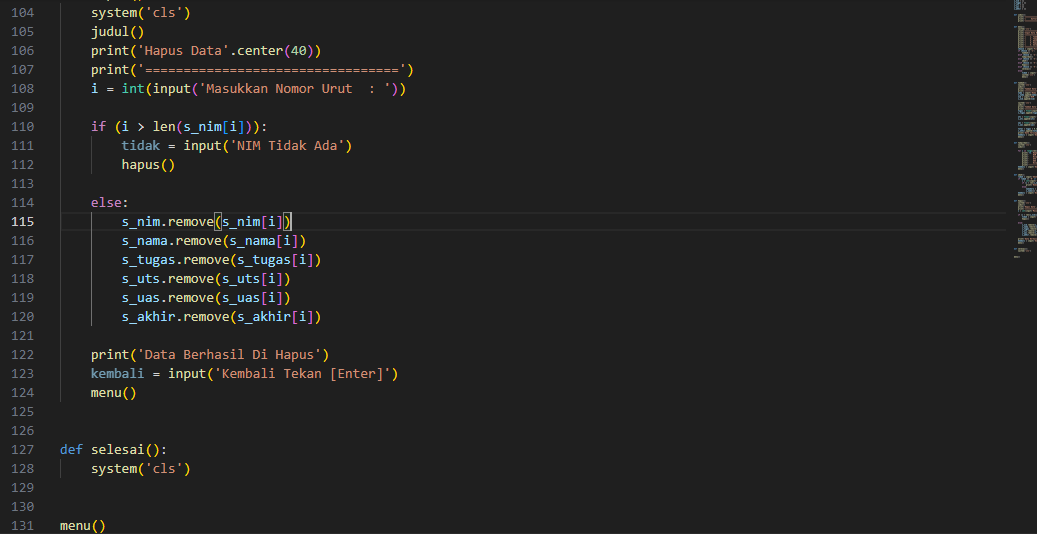 104 system('cls')
105 judul()
106 print('Hapus Data'.center(40))
107 print('=================================')
108 i = int(input('Masukkan Nomor Urut  : '))
109
110 if (i > len(s_nim[i])):
111 tidak = input('NIM Tidak Ada')
112 hapus()
113
114 else:
115 s_nim.remove(s_nim[i])
116 s_nama.remove(s_nama[i])
117 s_tugas.remove(s_tugas[i])
118 s_uts.remove(s_uts[i])
119 s_uas.remove(s_uas[i])
120 s_akhir.remove(s_akhir[i])
121
122 print('Data Berhasil Di Hapus')
123 kembali = input('Kembali Tekan [Enter]')
124 menu()
125
126
127 def selesai():
128 system('cls')
129
130
131 menu()